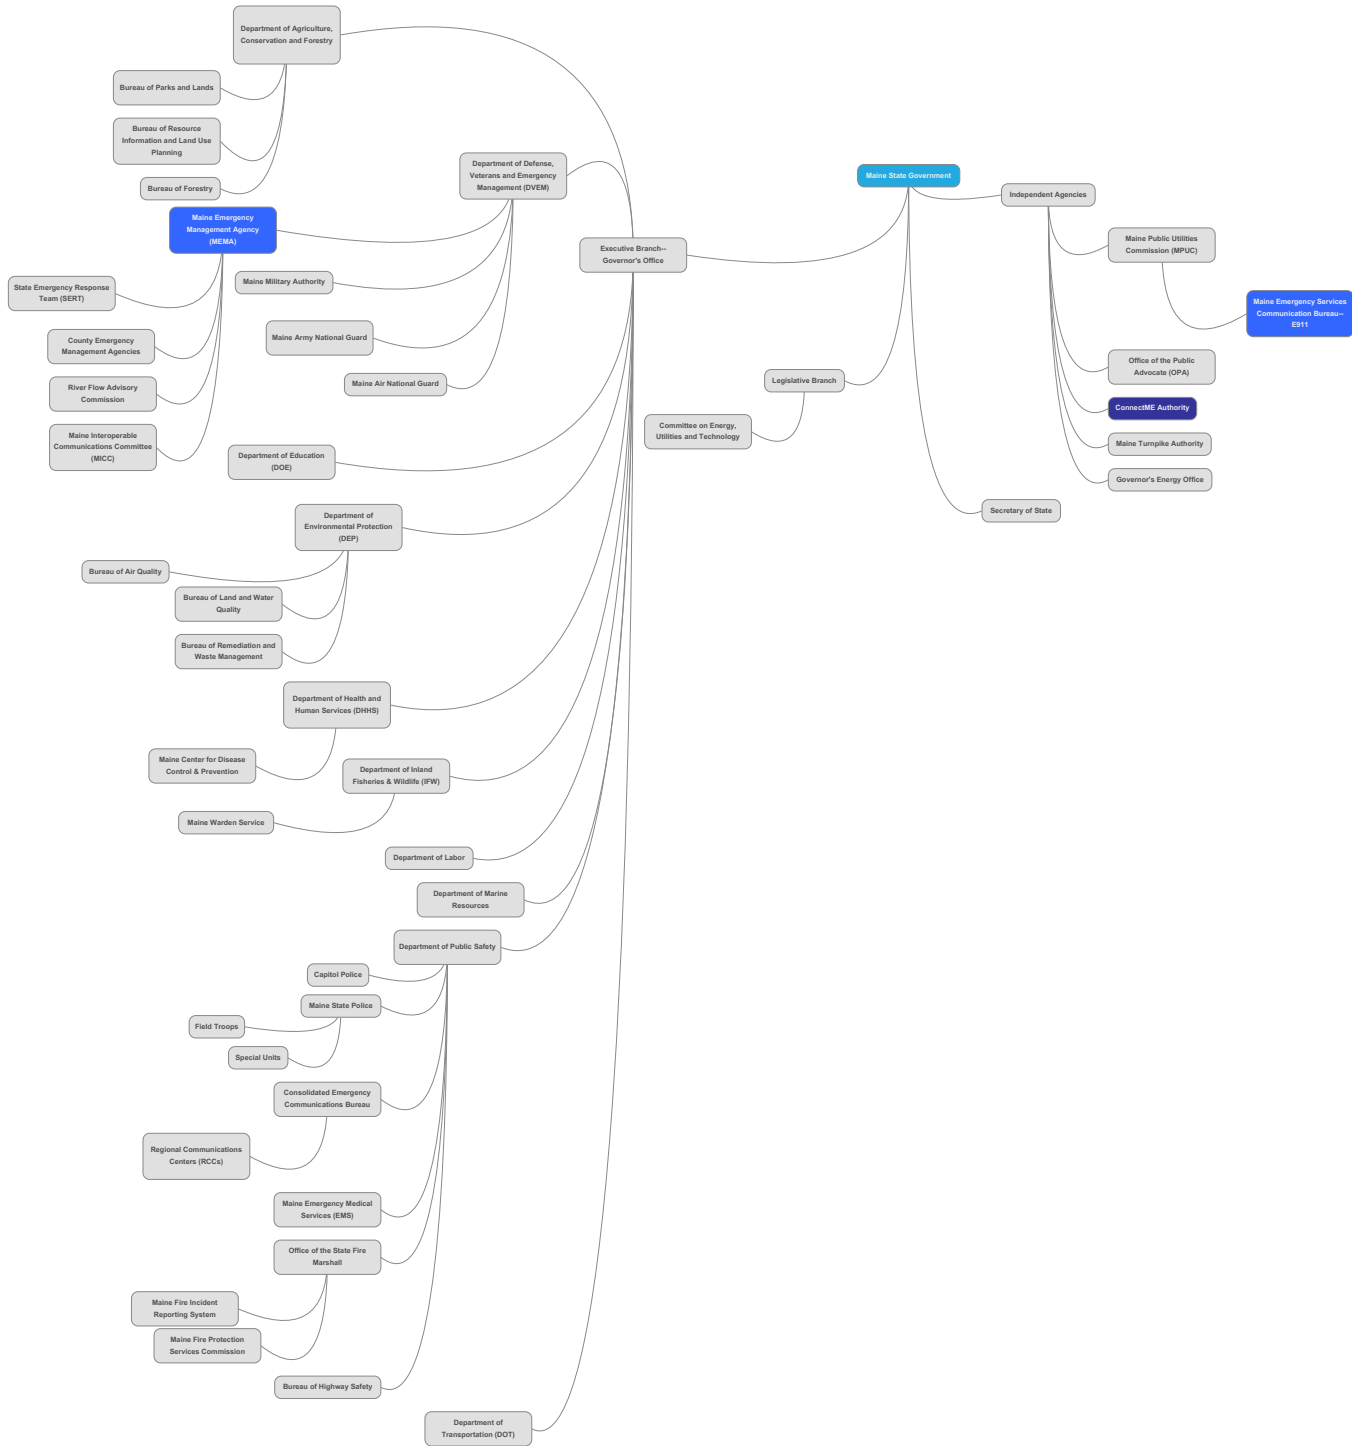 Department of Agriculture,
Conservation and Forestry
Bureau of Parks and Lands
Bureau of Resource
Information and Land Use
Planning
Bureau of Forestry
Department of Defense,
Veterans and Emergency
Management (DVEM)
Maine Emergency
Management Agency
(MEMA)
State Emergency Response
Team (SERT)
County Emergency
Management Agencies
River Flow Advisory
Commission
Maine Interoperable
Communications Committee
(MICC)
Maine Military Authority
Maine Army National Guard
Maine Air National Guard
Executive Branch--
Governor's Office
Department of Education
(DOE)
Department of
Environmental Protection
(DEP)
Bureau of Air Quality
Bureau of Land and Water
Quality
Bureau of Remediation and
Waste Management
Department of Health and
Human Services (DHHS)
Maine Center for Disease
Control & Prevention
Department of Inland
Fisheries & Wildlife (IFW)
Maine Warden Service
Department of Labor
Department of Marine
Resources
Department of Public Safety
Capitol Police
Maine State Police
Field Troops
Special Units
Consolidated Emergency
Communications Bureau
Regional Communications
Centers (RCCs)
Maine Emergency Medical
Services (EMS)
Office of the State Fire
Marshall
Maine Fire Incident
Reporting System
Maine Fire Protection
Services Commission
Bureau of Highway Safety
Department of
Transportation (DOT)
Maine State Government
Legislative Branch
Committee on Energy,
Utilities and Technology
Secretary of State
Independent Agencies
Maine Public Utilities
Commission (MPUC)
Maine Emergency Services
Communication Bureau--
E911
Office of the Public
Advocate (OPA)
ConnectME Authority
Maine Turnpike Authority
Governor's Energy Office